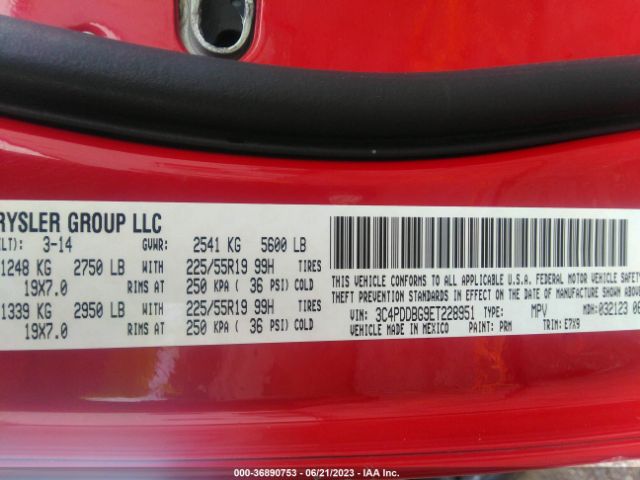 RYSLER GROUP LLC
LT): 3-14 GVWR: 2541 KG 5600 LB
1248 KG 2750 LB WITH 225/55R19 99H TIRES
19X7.0 RIMS AT 250 KPA ( 36 PSI) COLD
1339 KG 2950 LB WITH 225/55R19 99H TIRES
19X7.0 RIMS AT 250 KPA ( 36 PSI) COLD
THIS VEHICLE CONFORMS TO ALL APPLICABLE U.S.A. FEDERAL MOTOR VEHICLE SAFETY
THEFT PREVENTION STANDARDS IN EFFECT ON THE DATE OF MANUFACTURE SHOWN
VIN: 3C4PDDBG9ET228951 TYPE: MPV MDH: 032123
VEHICLE MADE IN MEXICO PAINT: PRM TRIM: E7X9
000-36890753 - 06/21/2023 - IAA Inc.